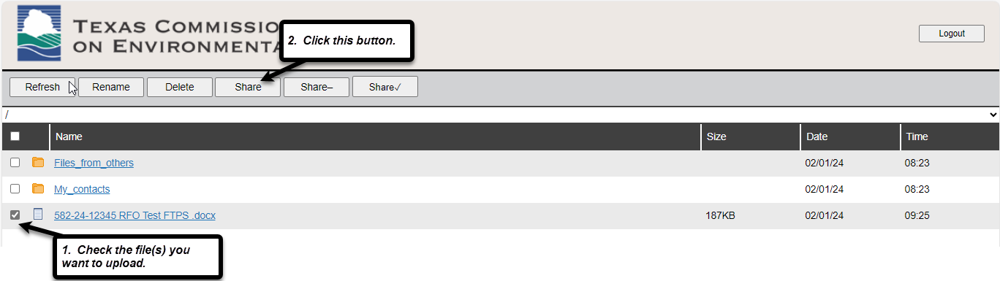 TEXAS COMMISSIO
ON ENVIRONMENTA
2. Click this button.
Logout
Refresh Rename Delete Share Share– Share✓
/
Name Size Date Time
Files_from_others 02/01/24 08:23
My_contacts 02/01/24 08:23
582-24-12345 RFO Test FTPS .docx 187KB 02/01/24 09:25
1. Check the file(s) you
want to upload.